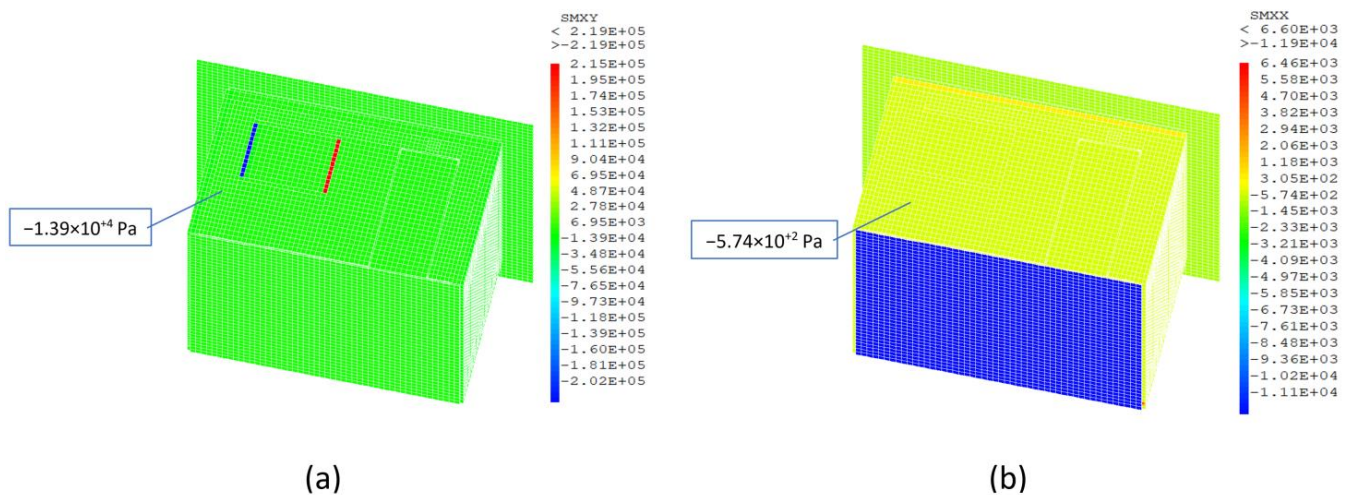 SMXY
< 2.19E+05
>-2.19E+05
2.15E+05
1.95E+05
1.74E+05
1.53E+05
1.32E+05
1.11E+05
9.04E+04
6.95E+04
4.87E+04
2.78E+04
6.95E+03
-1.39E+04
-3.48E+04
-5.56E+04
-7.65E+04
-9.73E+04
-1.18E+05
-1.39E+05
-1.60E+05
-1.81E+05
-2.02E+05
−1.39×10⁺⁴ Pa
(a)
SMXX
< 6.60E+03
>-1.19E+04
6.46E+03
5.58E+03
4.70E+03
3.82E+03
2.94E+03
2.06E+03
1.18E+03
3.05E+02
-5.74E+02
-1.45E+03
-2.33E+03
-3.21E+03
-4.09E+03
-4.97E+03
-5.85E+03
-6.73E+03
-7.61E+03
-8.48E+03
-9.36E+03
-1.02E+04
-1.11E+04
−5.74×10⁺² Pa
(b)